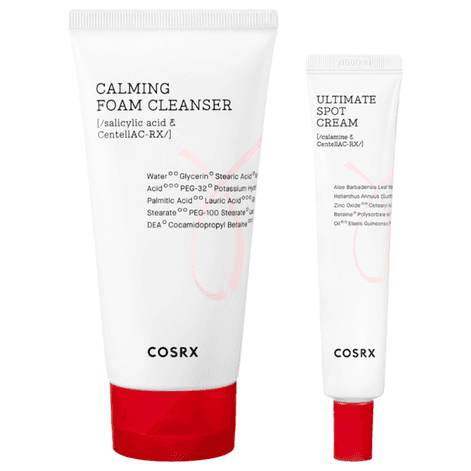 CALMING
FOAM CLEANSER
[/salicylic acid &
CentellAC-RX/]
Water Glycerin Stearic Acid
Acid PEG-32 Potassium
Palmitic Acid Lauric Acid
Stearate PEG-100 Stearate
DEA Cocamidopropyl Betaine
COSRX
ULTIMATE
SPOT
CREAM
[/calamine &
CentellAC-RX/]
Aloe Barbadensis Leaf
Helianthus Annuus
Zinc Oxide Cetearyl
Betaine Polysorbate
Oil Elaeis Guineensis
COSRX